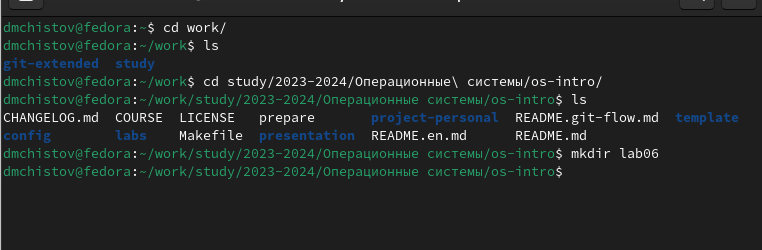 dmchistov@fedora:~$ cd work/
dmchistov@fedora:~/work$ ls
git-extended  study
dmchistov@fedora:~/work$ cd study/2023-2024/Операционные\ системы/os-intro/
dmchistov@fedora:~/work/study/2023-2024/Операционные системы/os-intro$ ls
CHANGELOG.md  COURSE  LICENSE   prepare       project-personal  README.git-flow.md  template
config        labs    Makefile  presentation  README.en.md      README.md
dmchistov@fedora:~/work/study/2023-2024/Операционные системы/os-intro$ mkdir lab06
dmchistov@fedora:~/work/study/2023-2024/Операционные системы/os-intro$